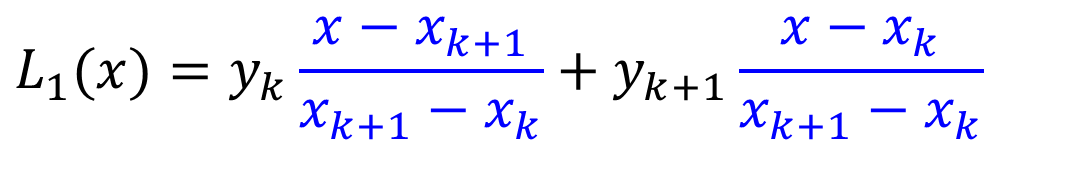 L₁(x) = yₖ (x − xₖ₊₁)/(xₖ₊₁ − xₖ) + yₖ₊₁ (x − xₖ)/(xₖ₊₁ − xₖ)